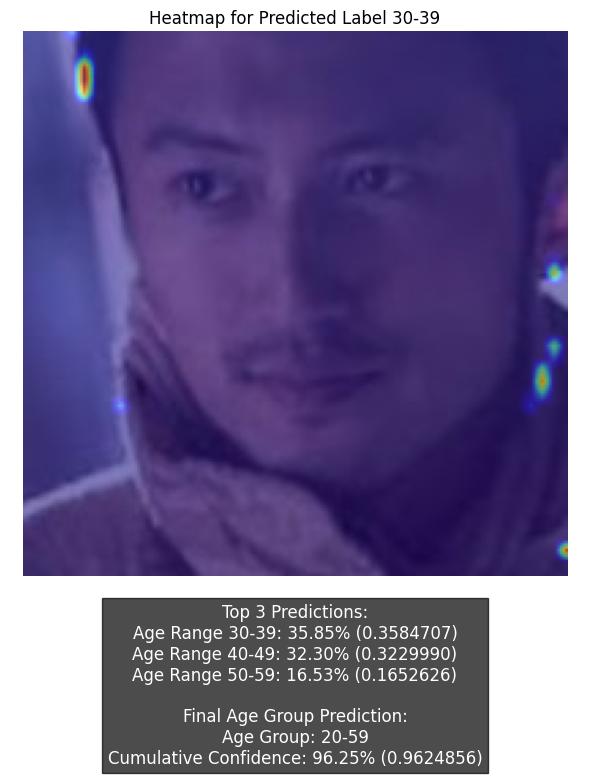 Heatmap for Predicted Label 30-39
Top 3 Predictions:
Age Range 30-39: 35.85% (0.3584707)
Age Range 40-49: 32.30% (0.3229990)
Age Range 50-59: 16.53% (0.1652626)
Final Age Group Prediction:
Age Group: 20-59
Cumulative Confidence: 96.25% (0.9624856)